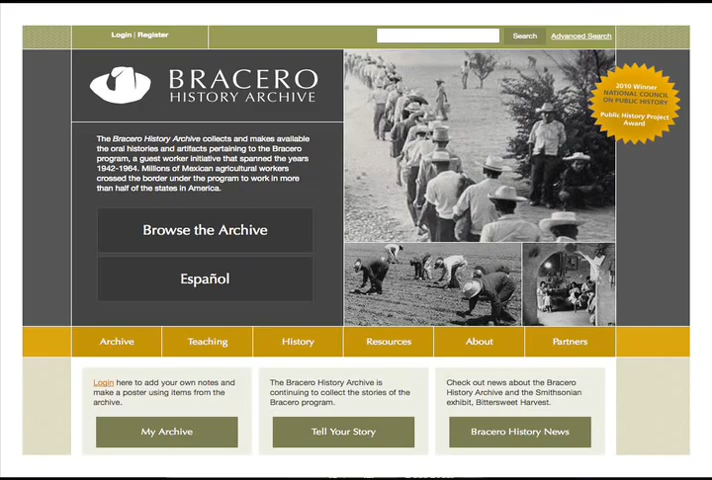 Login | Register
Search
Advanced Search
BRACERO
HISTORY ARCHIVE
2010 Winner
NATIONAL COUNCIL
ON PUBLIC HISTORY
Public History Project
Award
The Bracero History Archive collects and makes available
the oral histories and artifacts pertaining to the Bracero
program, a guest worker initiative that spanned the years
1942-1964. Millions of Mexican agricultural workers
crossed the border under the program to work in more
than half of the states in America.
Browse the Archive
Español
Archive
Teaching
History
Resources
About
Partners
Login here to add your own notes and
make a poster using items from the
archive.
My Archive
The Bracero History Archive is
continuing to collect the stories of the
Bracero program.
Tell Your Story
Check out news about the Bracero
History Archive and the Smithsonian
exhibit, Bittersweet Harvest.
Bracero History News